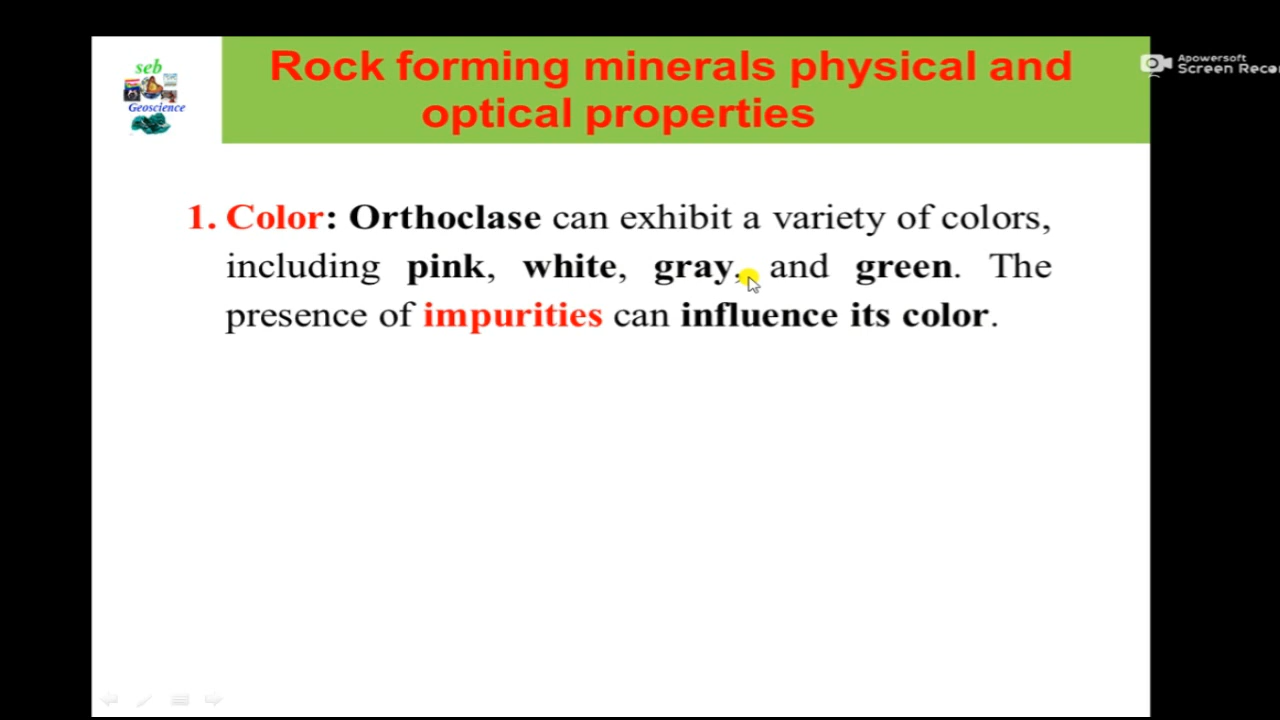 seb
Geoscience
Rock forming minerals physical and
optical properties
Apowersoft
Screen Recor
1. Color: Orthoclase can exhibit a variety of colors,
including pink, white, gray, and green. The
presence of impurities can influence its color.